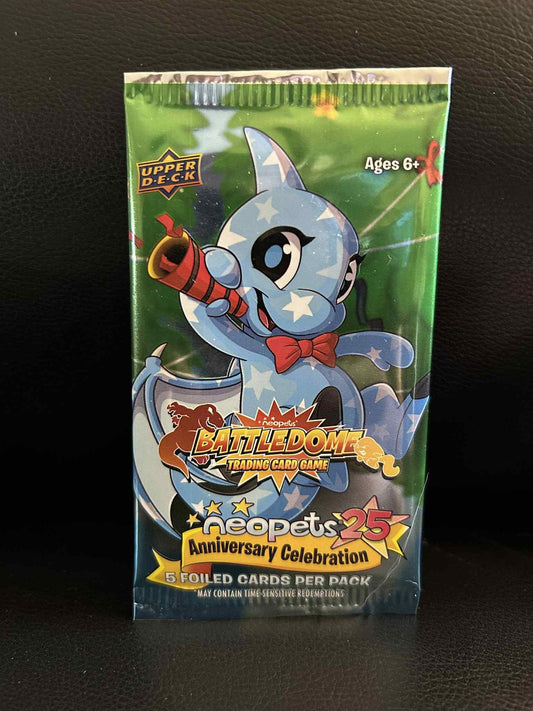 UPPER
D·E·C·K
Ages 6+
neopets
BATTLEDOME
TRADING CARD GAME
neopets 25
Anniversary Celebration
5 FOILED CARDS PER PACK
MAY CONTAIN TIME-SENSITIVE REDEMPTIONS